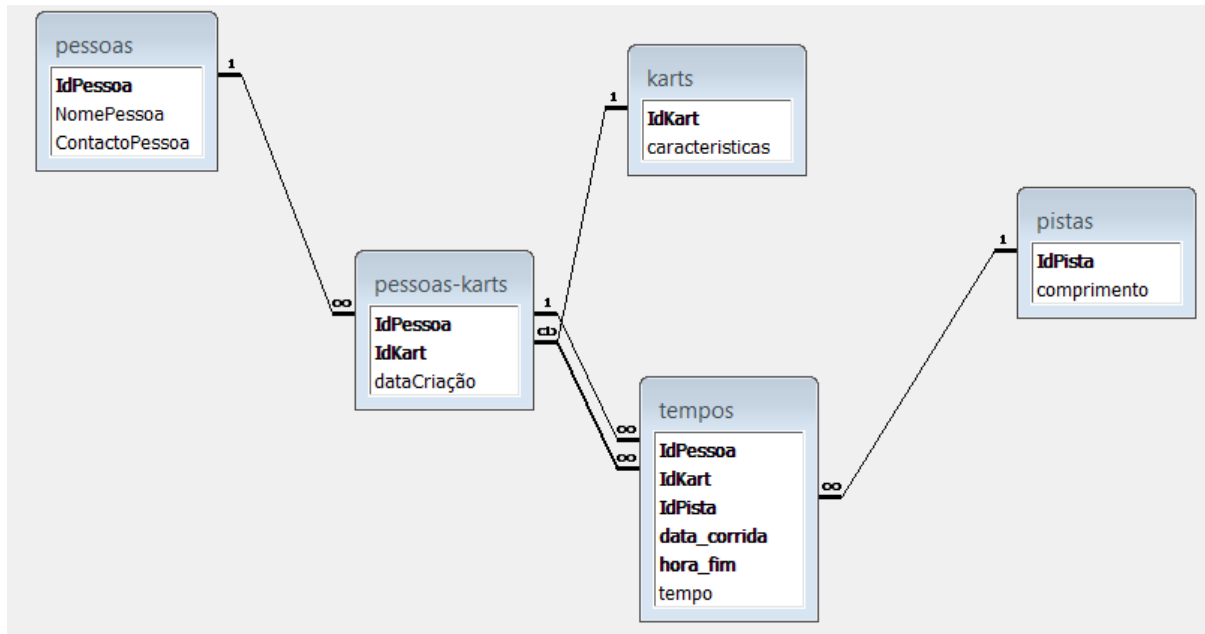 pessoas
IdPessoa
NomePessoa
ContactoPessoa
1
∞
karts
IdKart
caracteristicas
1
pessoas-karts
IdPessoa
IdKart
dataCriação
1
∞
∞
tempos
IdPessoa
IdKart
IdPista
data_corrida
hora_fim
tempo
∞
pistas
IdPista
comprimento
1